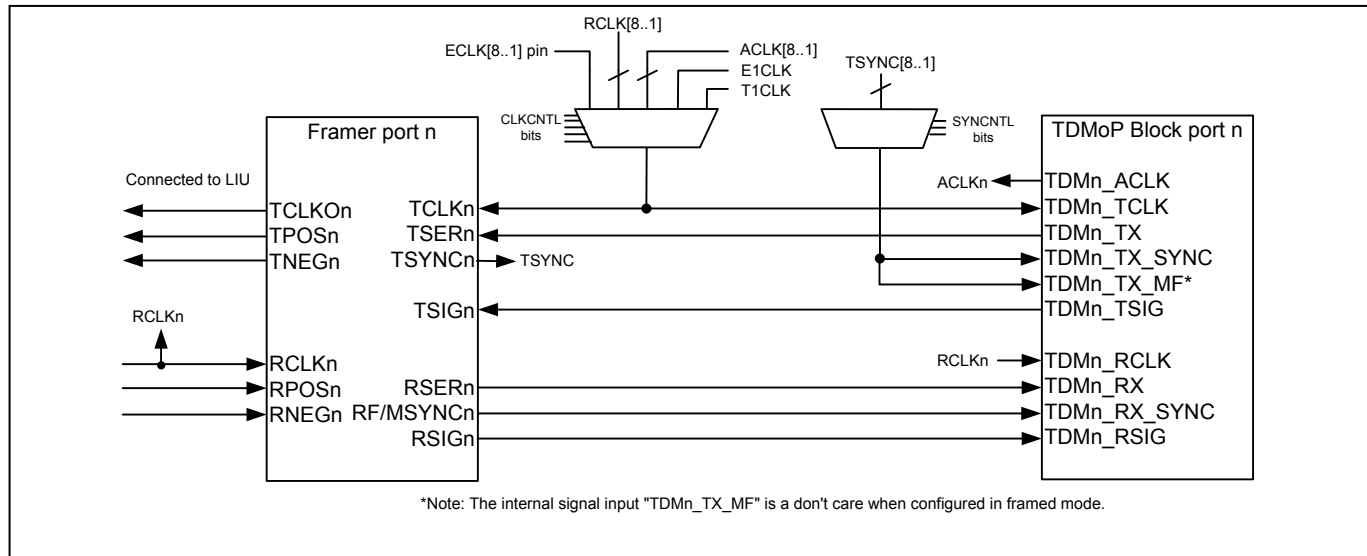 RCLK[8..1]
ECLK[8..1] pin
ACLK[8..1]
E1CLK
T1CLK
TSYNC[8..1]
CLKCNTL
bits
SYNCNTL
bits
Framer port n
TDMoP Block port n
Connected to LIU
TCLKOn
TPOSn
TNEGn
TCLKn
TSERn
TSYNCn
TSYNC
TSIGn
ACLKn
TDMn_ACLK
TDMn_TCLK
TDMn_TX
TDMn_TX_SYNC
TDMn_TX_MF*
TDMn_TSIG
RCLKn
RCLKn
RPOSn
RNEGn
RSERn
RF/MSYNCn
RSIGn
RCLKn
TDMn_RCLK
TDMn_RX
TDMn_RX_SYNC
TDMn_RSIG
*Note: The internal signal input "TDMn_TX_MF" is a don't care when configured in framed mode.